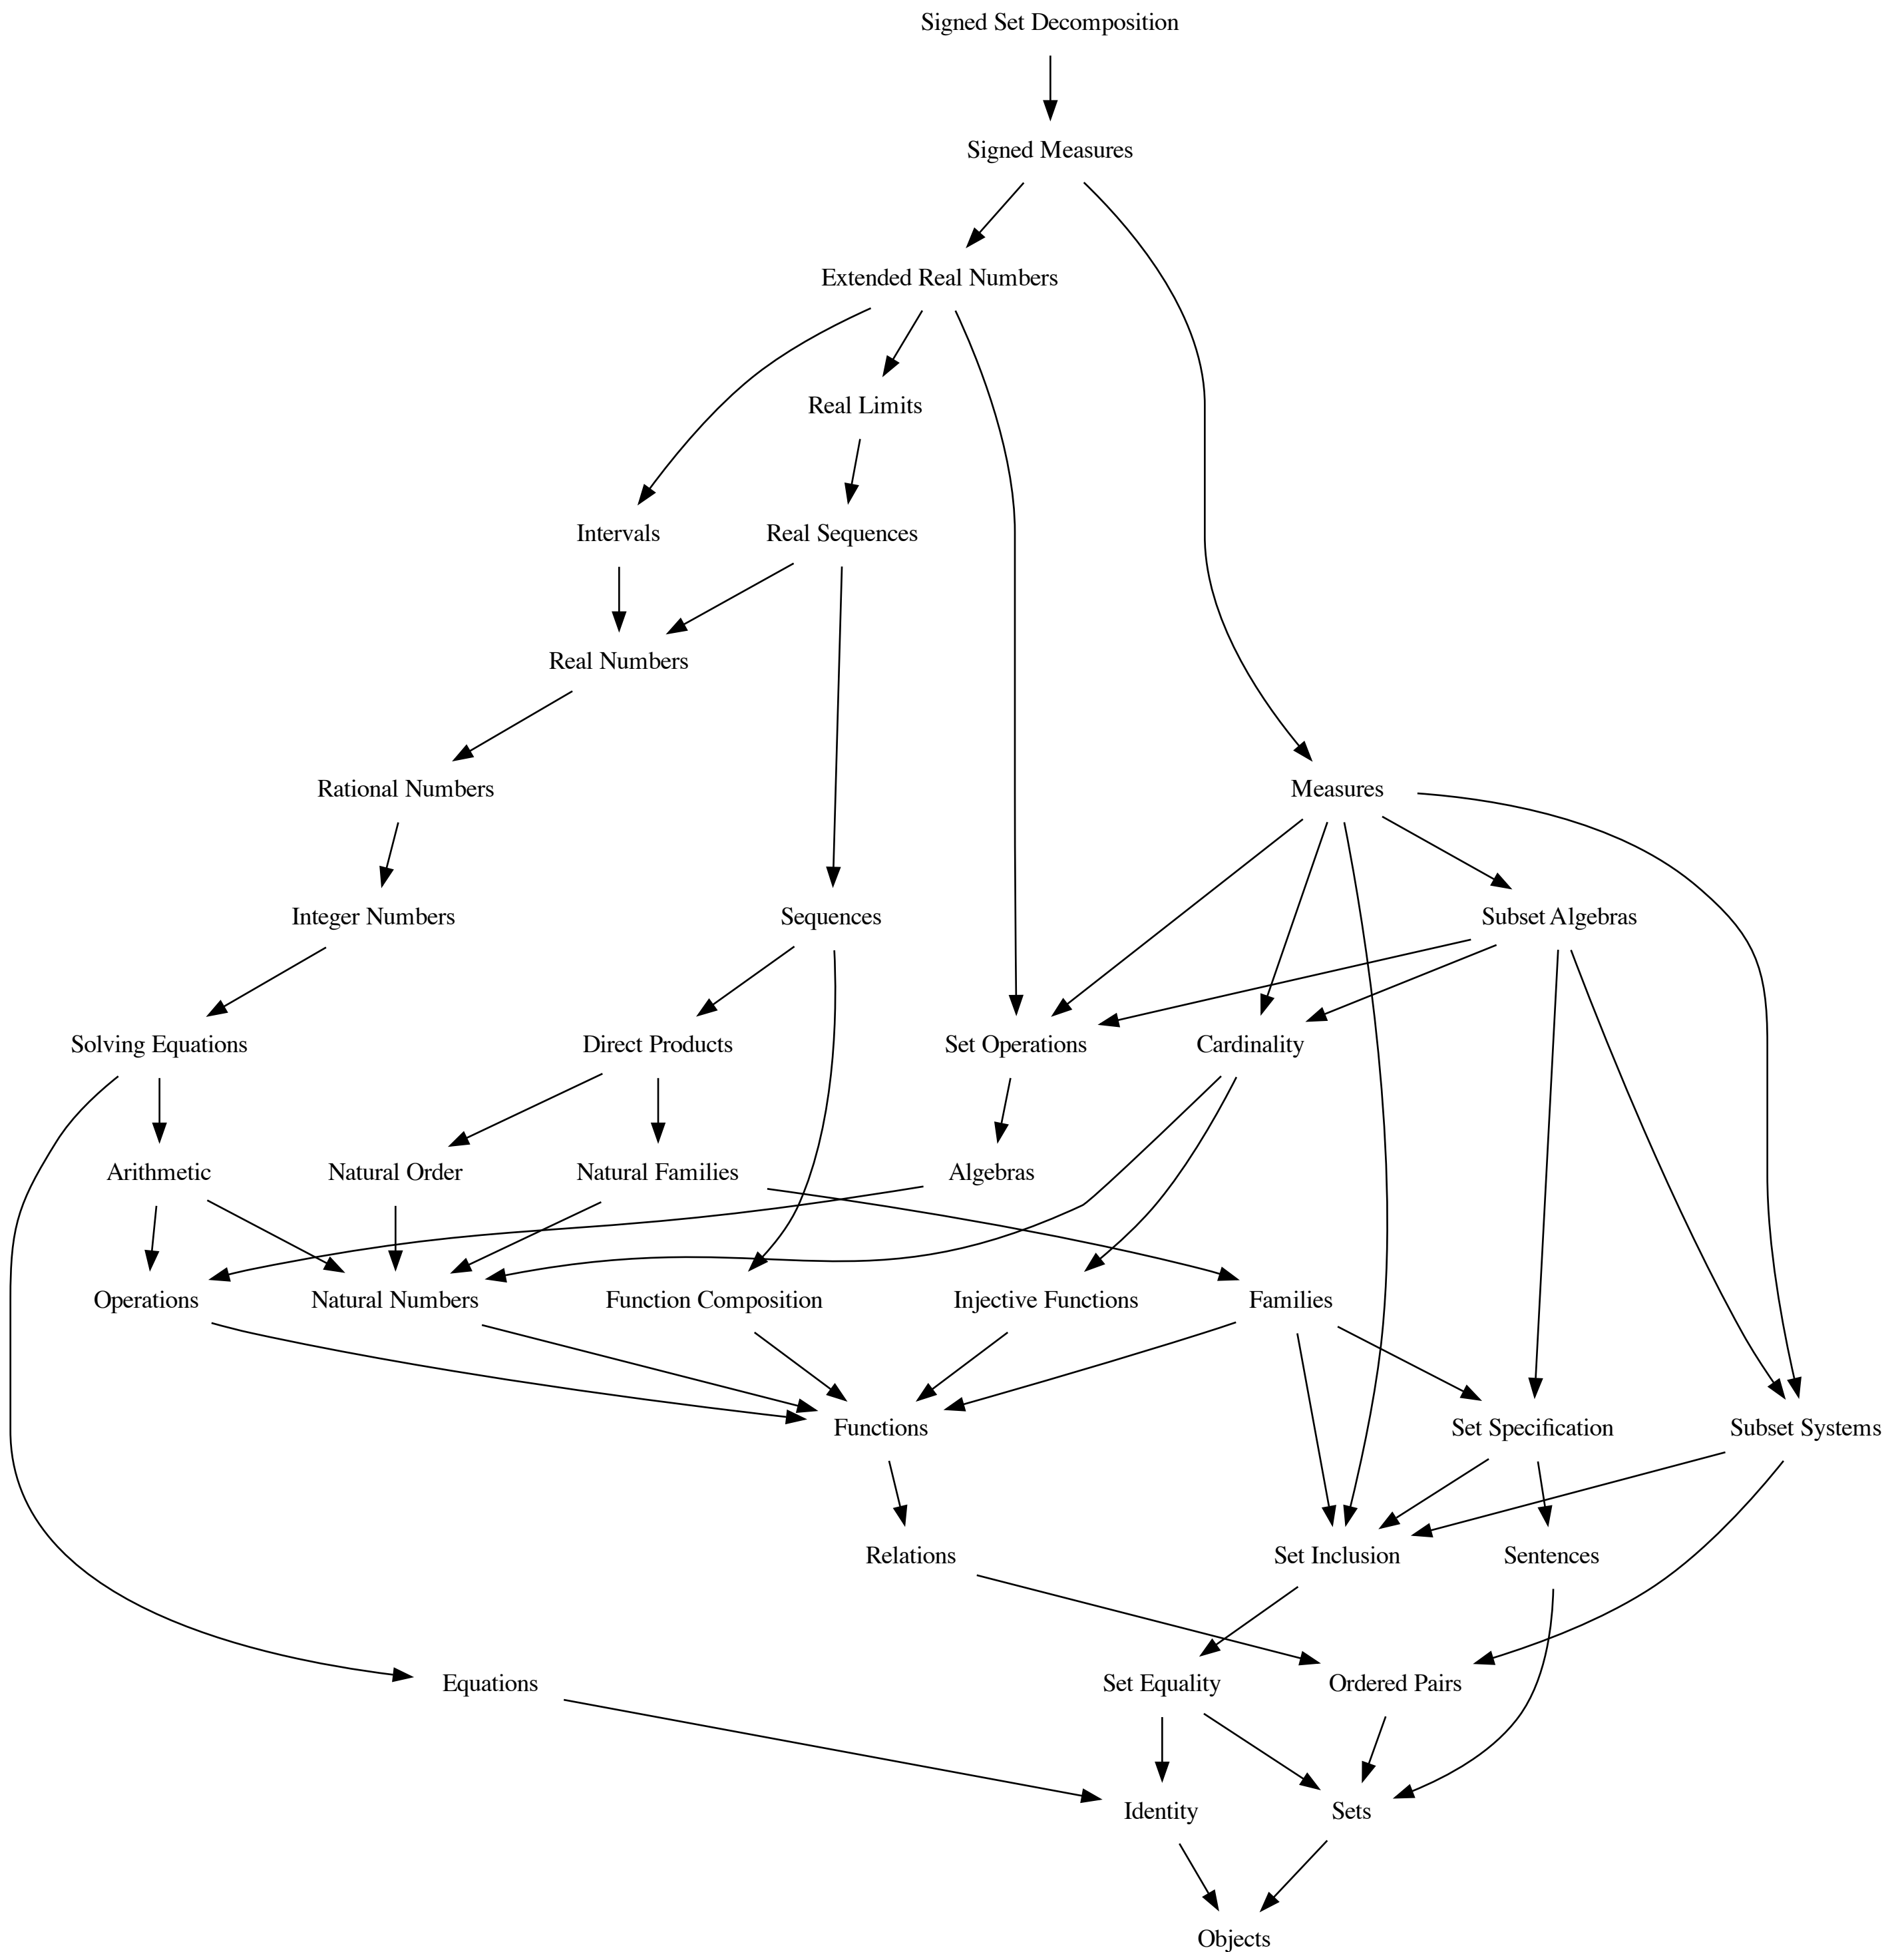 Signed Set Decomposition
Signed Measures
Extended Real Numbers
Real Limits
Intervals
Real Sequences
Real Numbers
Rational Numbers
Measures
Integer Numbers
Sequences
Subset Algebras
Solving Equations
Direct Products
Set Operations
Cardinality
Arithmetic
Natural Order
Natural Families
Algebras
Operations
Natural Numbers
Function Composition
Injective Functions
Families
Functions
Set Specification
Subset Systems
Relations
Set Inclusion
Sentences
Equations
Set Equality
Ordered Pairs
Identity
Sets
Objects